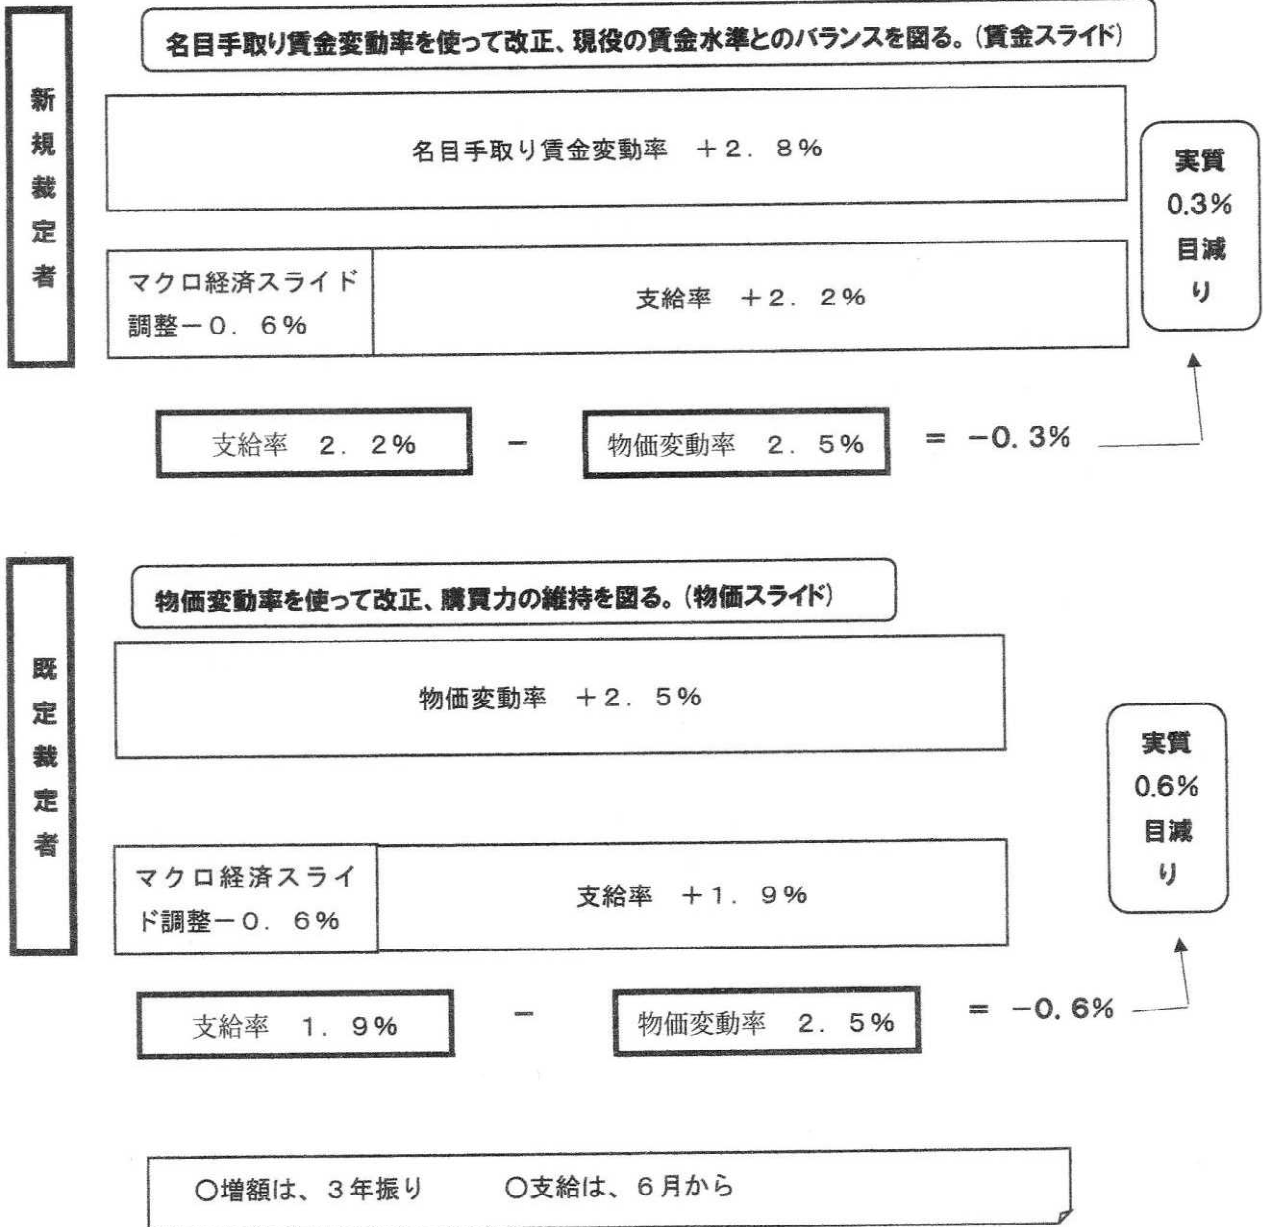 新規裁定者
名目手取り賃金変動率を使って改正、現役の賃金水準とのバランスを図る。(賃金スライド)
名目手取り賃金変動率　＋２．８％
マクロ経済スライド
調整－０．６％
支給率　＋２．２％
実質
0.3%
目減
り
支給率　２．２％
－
物価変動率　２．５％
＝ －０．３％
既定裁定者
物価変動率を使って改正、購買力の維持を図る。(物価スライド)
物価変動率　＋２．５％
マクロ経済スライ
ド調整－０．６％
支給率　＋１．９％
実質
0.6%
目減
り
支給率　１．９％
－
物価変動率　２．５％
＝ －０．６％
〇増額は、３年振り　　〇支給は、６月から